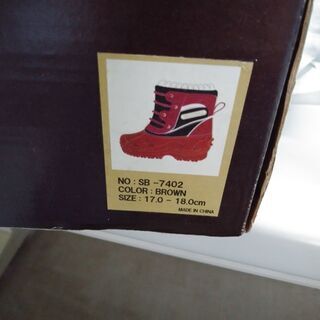 NO : SB -7402
COLOR : BROWN
SIZE : 17.0 - 18.0cm
MADE IN CHINA